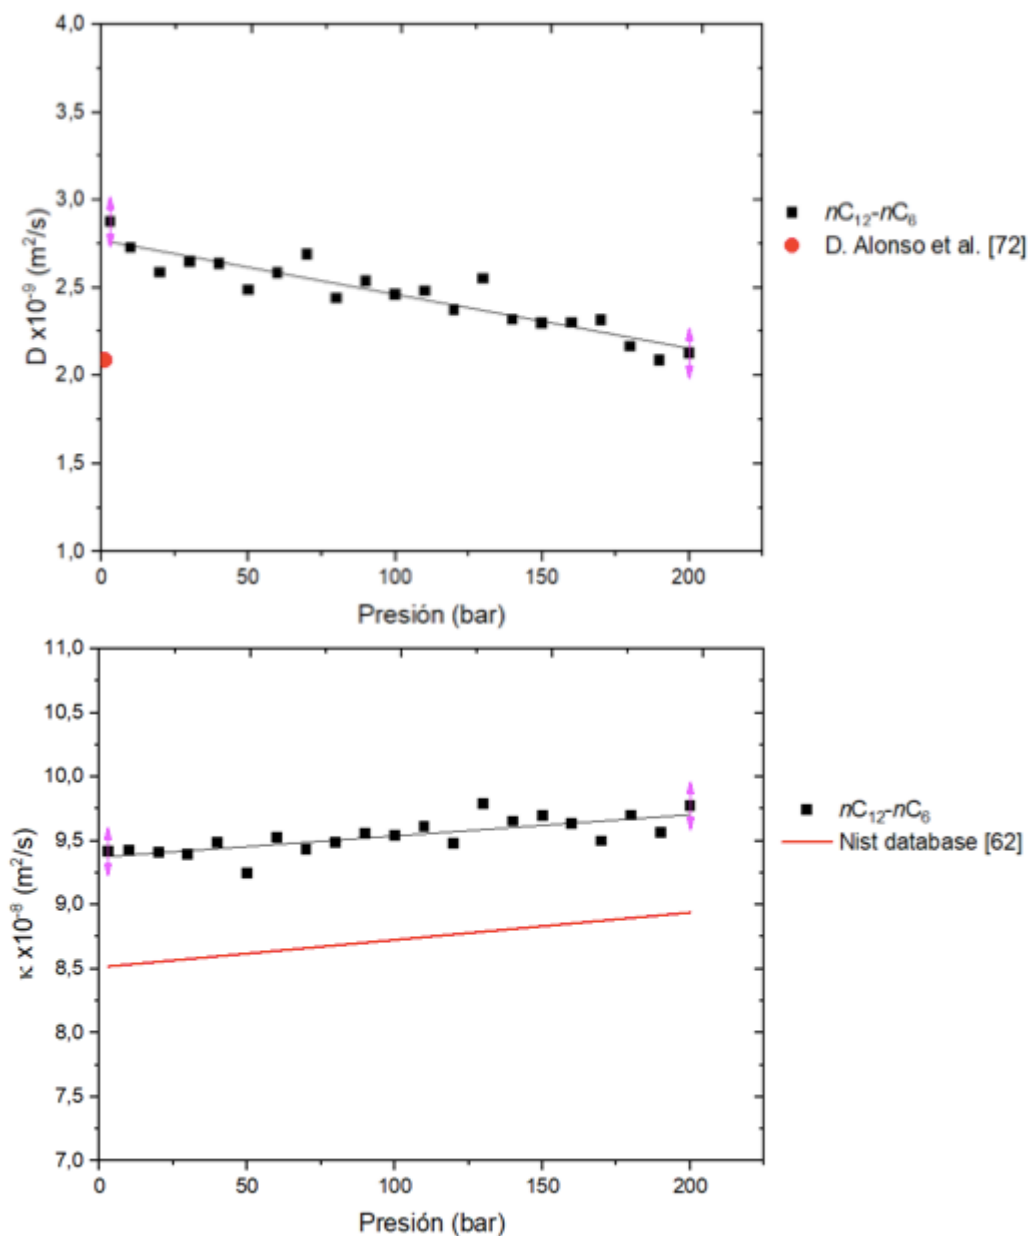 4,0
3,5
3,0
2,5
2,0
1,5
1,0
D x10⁻⁹ (m²/s)
0 50 100 150 200
Presión (bar)
nC₁₂-nC₆
D. Alonso et al. [72]
11,0
10,5
10,0
9,5
9,0
8,5
8,0
7,5
7,0
κ x10⁻⁸ (m²/s)
0 50 100 150 200
Presión (bar)
nC₁₂-nC₆
Nist database [62]